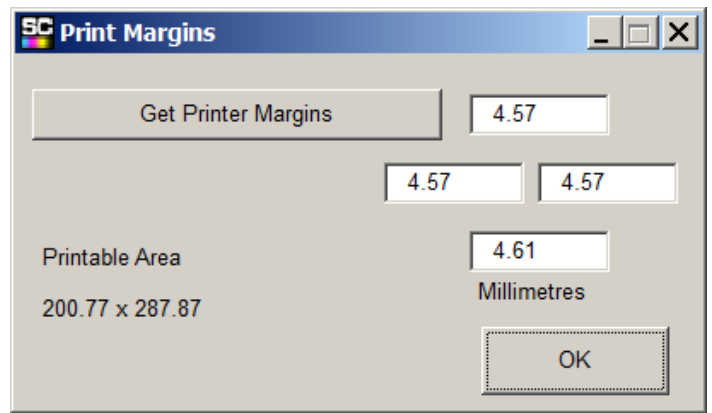 SC Print Margins
Get Printer Margins 4.57
4.57 4.57
Printable Area 4.61
Millimetres
200.77 x 287.87
OK